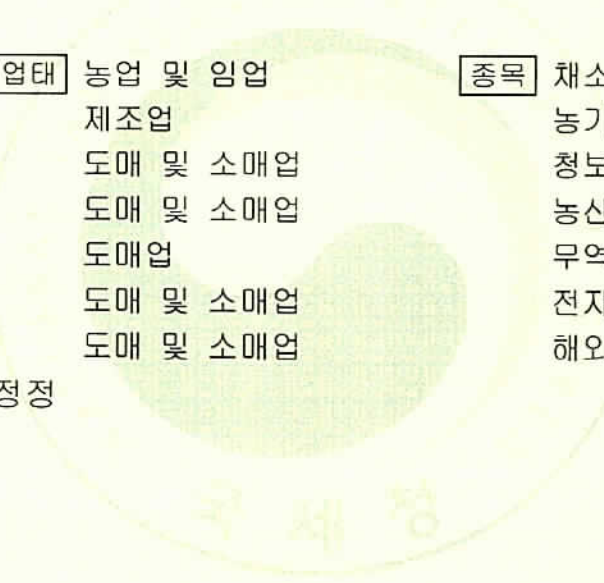 업태 농업 및 임업 종목 채소
제조업 농기
도매 및 소매업 청보
도매 및 소매업 농산
도매업 무역
도매 및 소매업 전자
도매 및 소매업 해외
정정
국세청